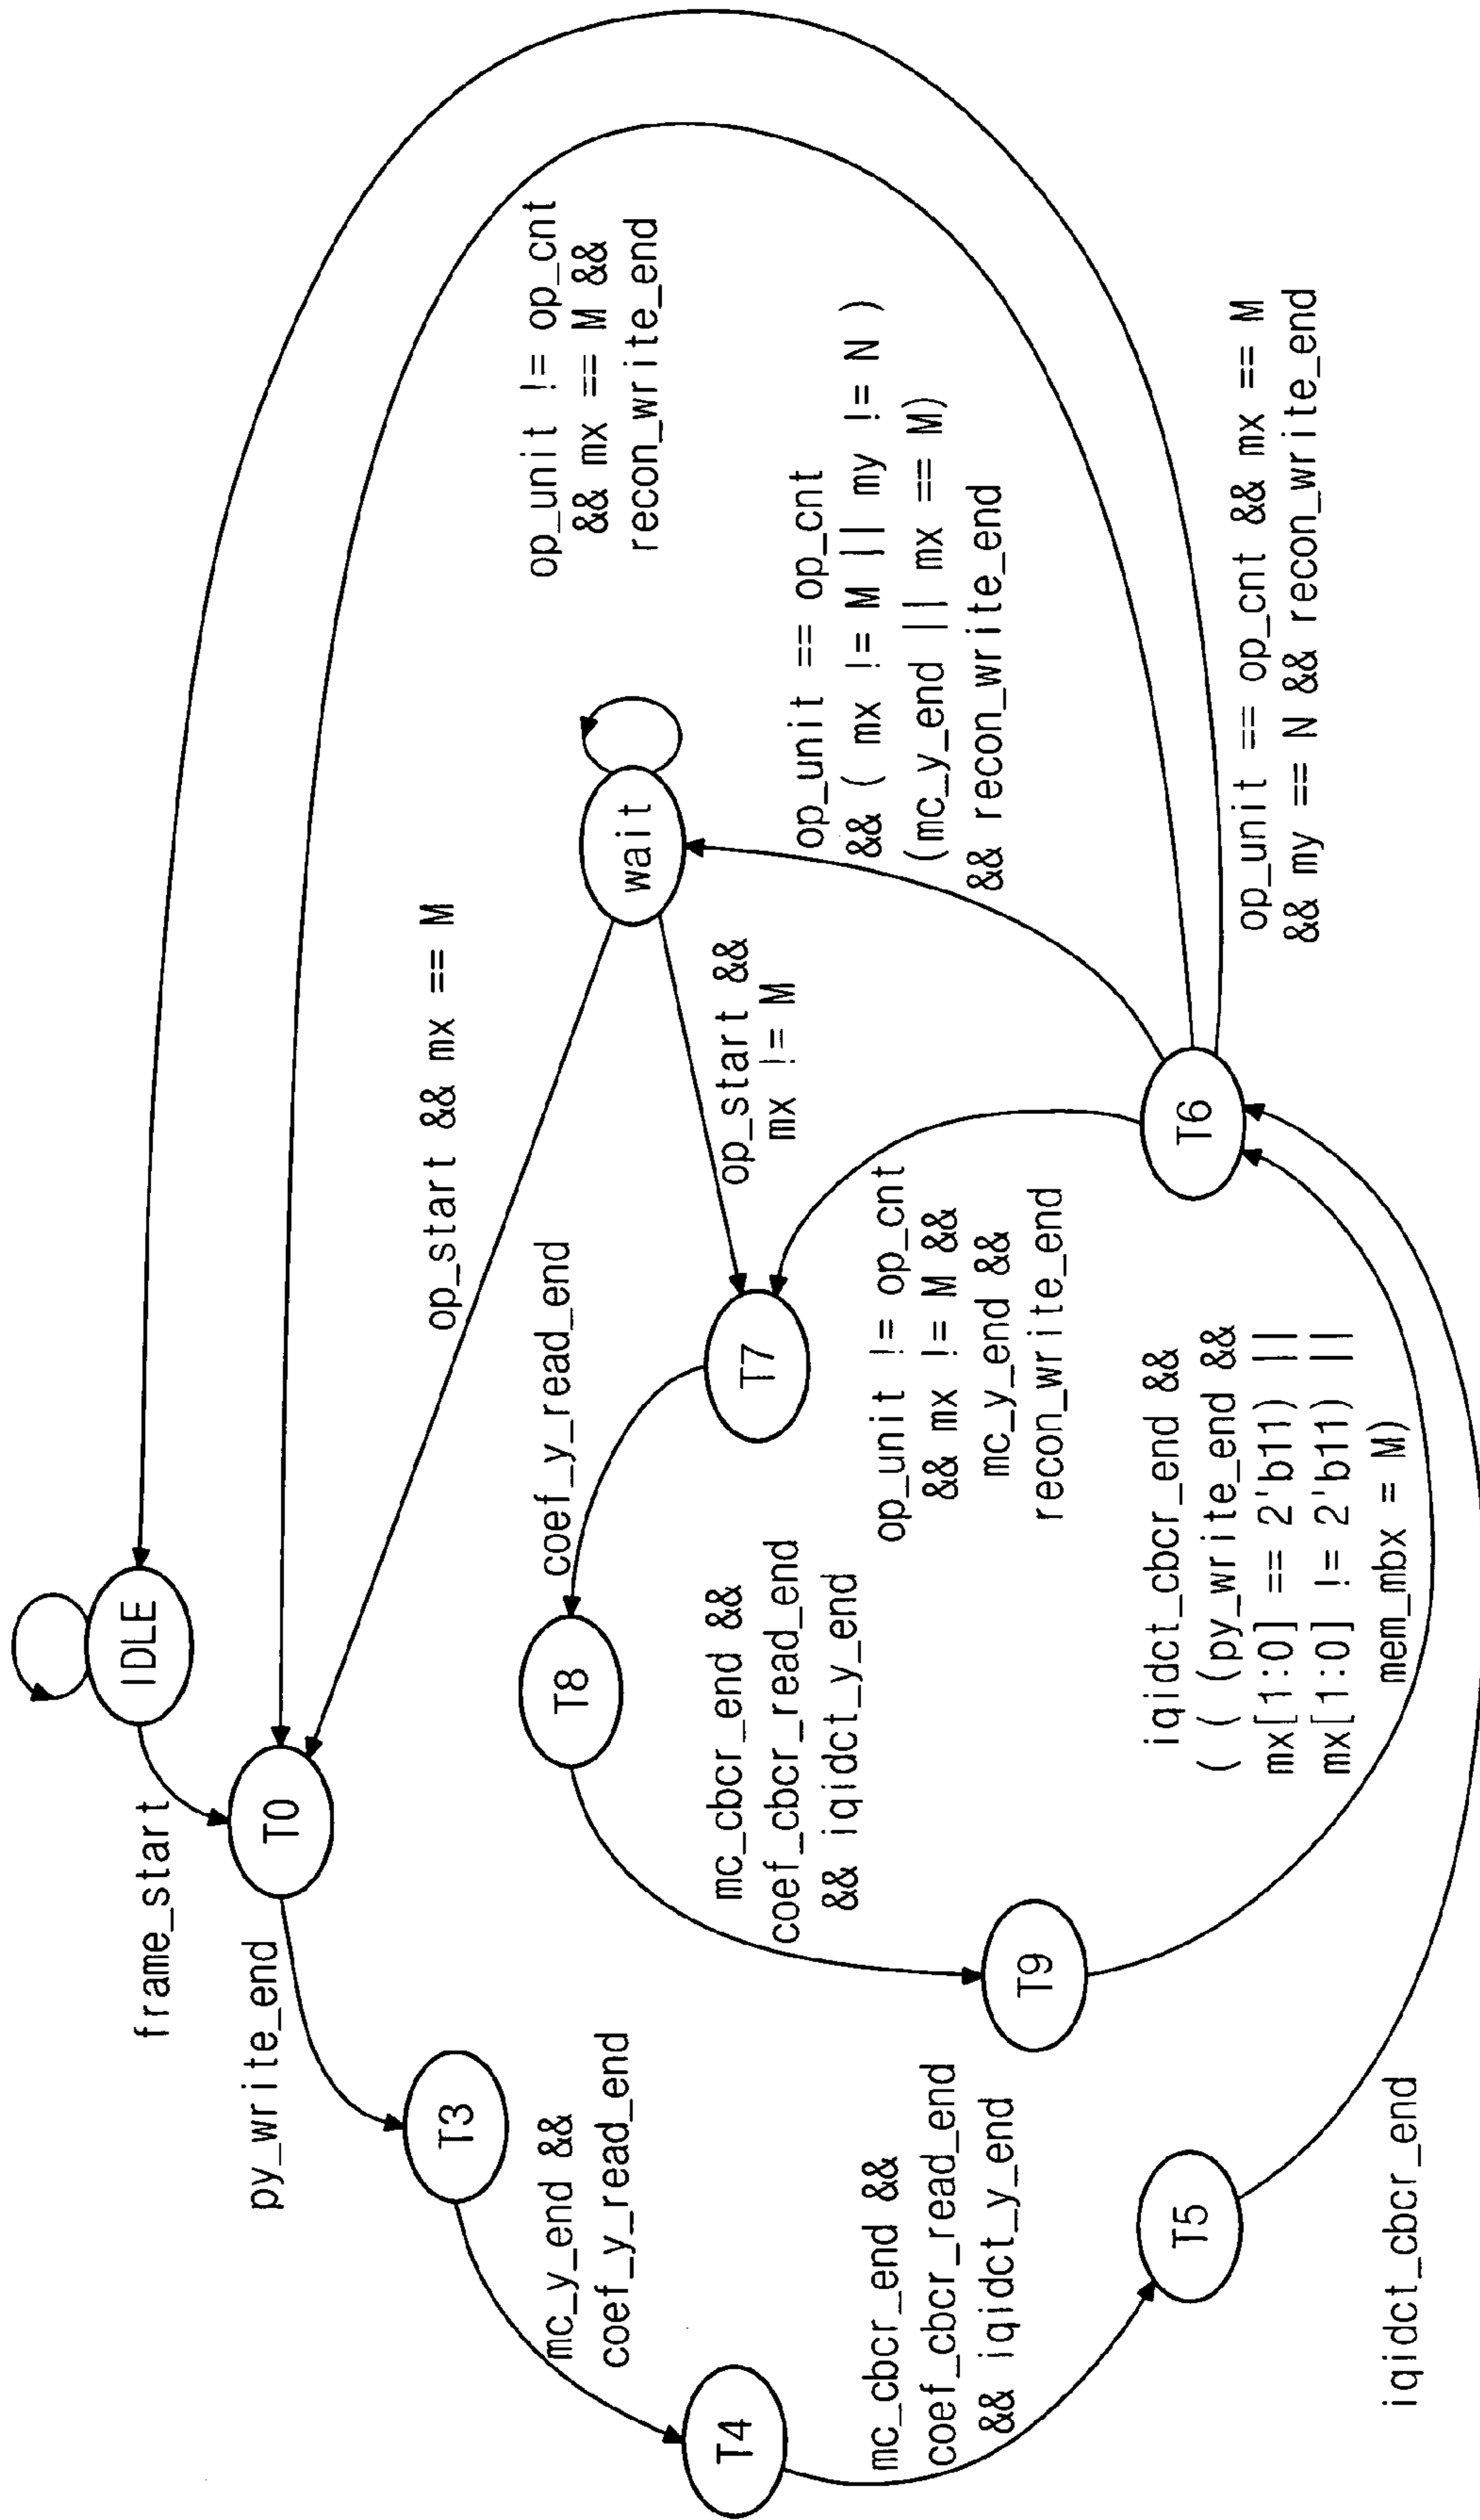 frame_start
IDLE
py_write_end
T0
T3
mc_y_end &&
coef_y_read_end
T4
mc_cbcr_end &&
coef_cbcr_read_end
&& iqidct_y_end
T5
iqidct_cbcr_end
op_start && mx == M
coef_y_read_end
T8
mc_cbcr_end &&
coef_cbcr_read_end
&& iqidct_y_end
T9
T7
op_start &&
mx != M
wait
op_unit != op_cnt
&& mx == M &&
recon_write_end
op_unit == op_cnt
&& ( mx != M || my != N )
(mc_y_end || mx == M)
&& recon_write_end
op_unit != op_cnt
&& mx != M &&
mc_y_end &&
recon_write_end
T6
iqidct_cbcr_end &&
( ( (py_write_end &&
mx[1:0] == 2'b11) ||
mx[1:0] != 2'b11) ||
mem_mbx = M)
op_unit == op_cnt && mx == M
&& my == N && recon_write_end